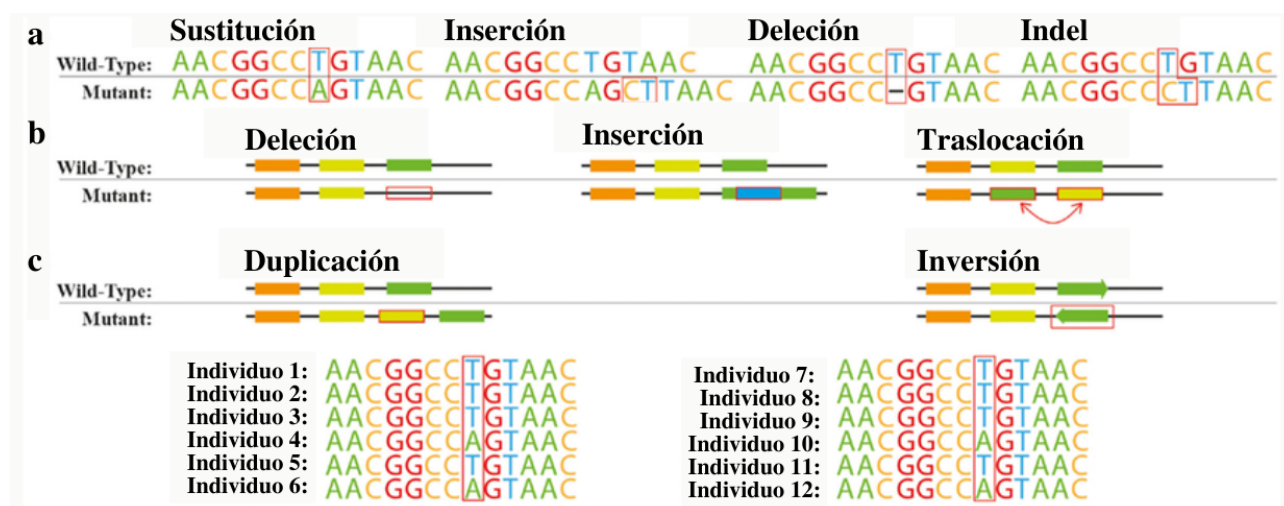 a Sustitución Inserción Deleción Indel
Wild-Type: AACGGCCTGTAAC AACGGCCTGTAAC AACGGCCTGTAAC AACGGCCTGTAAC
Mutant: AACGGCCAGTAAC AACGGCCAGCTTAAC AACGGCC–GTAAC AACGGCCCTTAAC
b Deleción Inserción Traslocación
Wild-Type:
Mutant:
c Duplicación Inversión
Wild-Type:
Mutant:
Individuo 1: AACGGCCTGTAAC
Individuo 2: AACGGCCTGTAAC
Individuo 3: AACGGCCTGTAAC
Individuo 4: AACGGCCAGTAAC
Individuo 5: AACGGCCTGTAAC
Individuo 6: AACGGCCAGTAAC
Individuo 7: AACGGCCTGTAAC
Individuo 8: AACGGCCTGTAAC
Individuo 9: AACGGCCTGTAAC
Individuo 10: AACGGCCAGTAAC
Individuo 11: AACGGCCTGTAAC
Individuo 12: AACGGCCAGTAAC